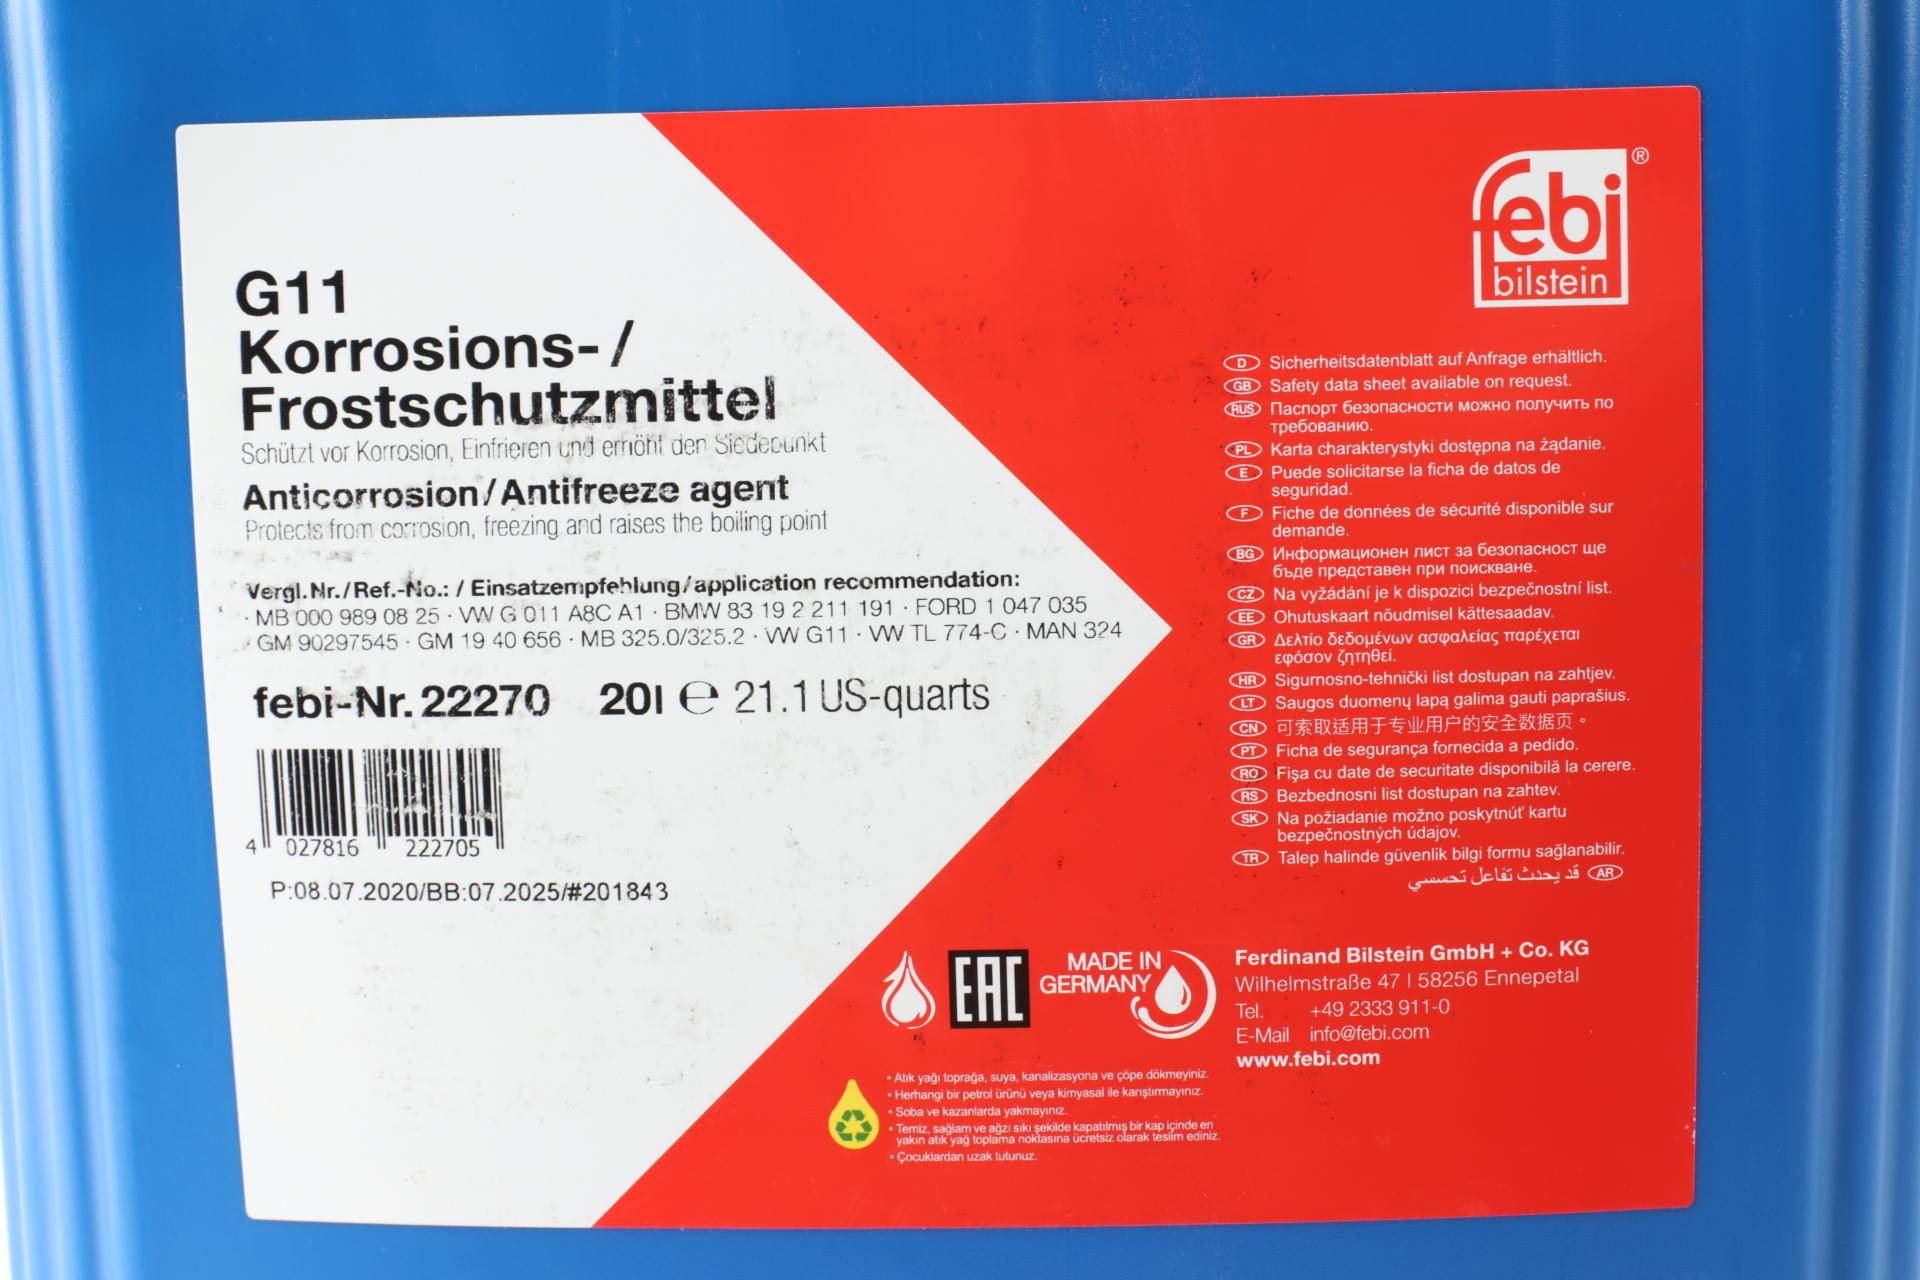 G11
Korrosions-/
Frostschutzmittel
Schützt vor Korrosion, Einfrieren und erhöht den Siedepunkt
Anticorrosion/Antifreeze agent
Protects from corrosion, freezing and raises the boiling point
Vergl.Nr./Ref.-No.: / Einsatzempfehlung/application recommendation:
· MB 000 989 08 25 · VW G 011 A8C A1 · BMW 83 19 2 211 191 · FORD 1 047 035
· GM 90297545 · GM 19 40 656 · MB 325.0/325.2 · VW G11 · VW TL 774-C · MAN 324
febi-Nr. 22270 20l ℮ 21.1 US-quarts
4 027816 222705
P:08.07.2020/BB:07.2025/#201843
febi ®
bilstein
D Sicherheitsdatenblatt auf Anfrage erhältlich.
GB Safety data sheet available on request.
RUS Паспорт безопасности можно получить по
требованию.
PL Karta charakterystyki dostępna na żądanie.
E Puede solicitarse la ficha de datos de
seguridad.
F Fiche de données de sécurité disponible sur
demande.
BG Информационен лист за безопасност ще
бъде представен при поискване.
CZ Na vyžádání je k dispozici bezpečnostní list.
EE Ohutuskaart nõudmisel kättesaadav.
GR Δελτίο δεδομένων ασφαλείας παρέχεται
εφόσον ζητηθεί.
HR Sigurnosno-tehnički list dostupan na zahtjev.
LT Saugos duomenų lapą galima gauti paprašius.
CN 可索取适用于专业用户的安全数据页。
PT Ficha de segurança fornecida a pedido.
RO Fişa cu date de securitate disponibilă la cerere.
RS Bezbednosni list dostupan na zahtev.
SK Na požiadanie možno poskytnúť kartu
bezpečnostných údajov.
TR Talep halinde güvenlik bilgi formu sağlanabilir.
AR قد يحدث تفاعل تحسسي
EAC
MADE IN
GERMANY
Ferdinand Bilstein GmbH + Co. KG
Wilhelmstraße 47 | 58256 Ennepetal
Tel. +49 2333 911-0
E-Mail info@febi.com
www.febi.com
• Atık yağı toprağa, suya, kanalizasyona ve çöpe dökmeyiniz.
• Herhangi bir petrol ürünü veya kimyasal ile karıştırmayınız.
• Soba ve kazanlarda yakmayınız.
• Temiz, sağlam ve ağzı sıkı şekilde kapatılmış bir kap içinde en
yakın atık yağ toplama noktasına ücretsiz olarak teslim ediniz.
• Çocuklardan uzak tutunuz.